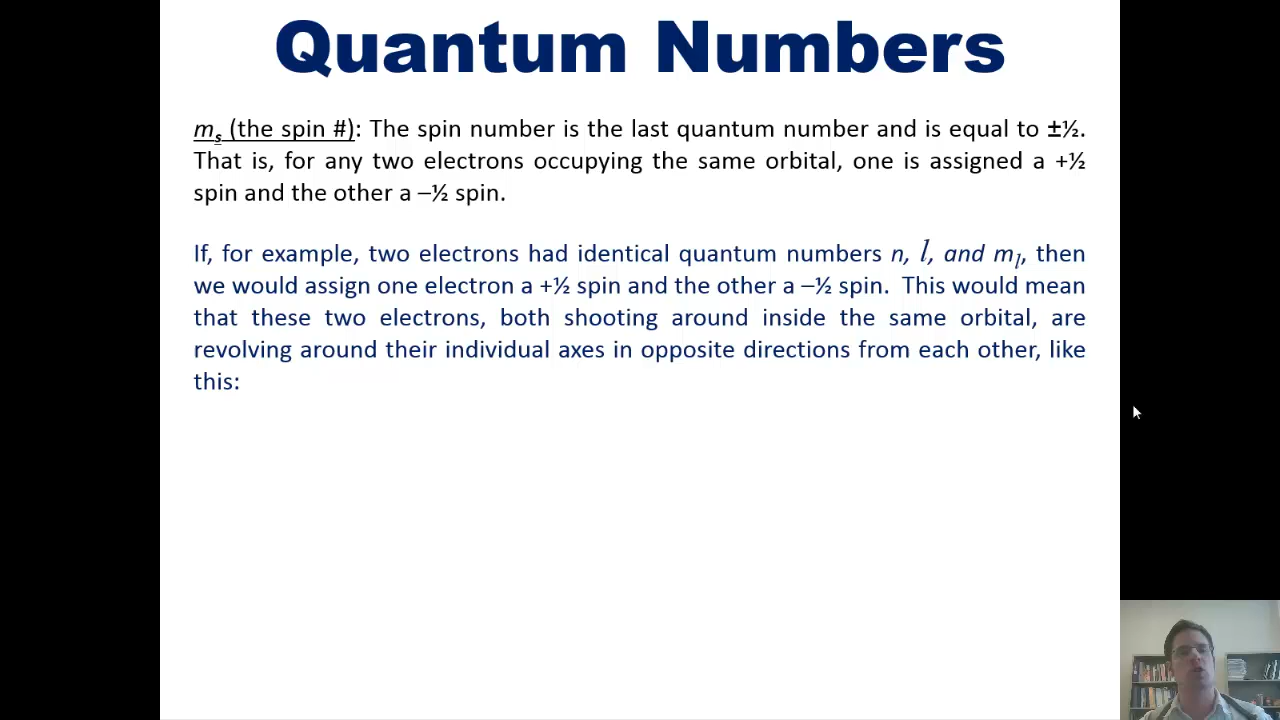 Quantum Numbers
mₛ (the spin #): The spin number is the last quantum number and is equal to ±½.
That is, for any two electrons occupying the same orbital, one is assigned a +½
spin and the other a –½ spin.
If, for example, two electrons had identical quantum numbers n, l, and mₗ, then
we would assign one electron a +½ spin and the other a –½ spin. This would mean
that these two electrons, both shooting around inside the same orbital, are
revolving around their individual axes in opposite directions from each other, like
this: